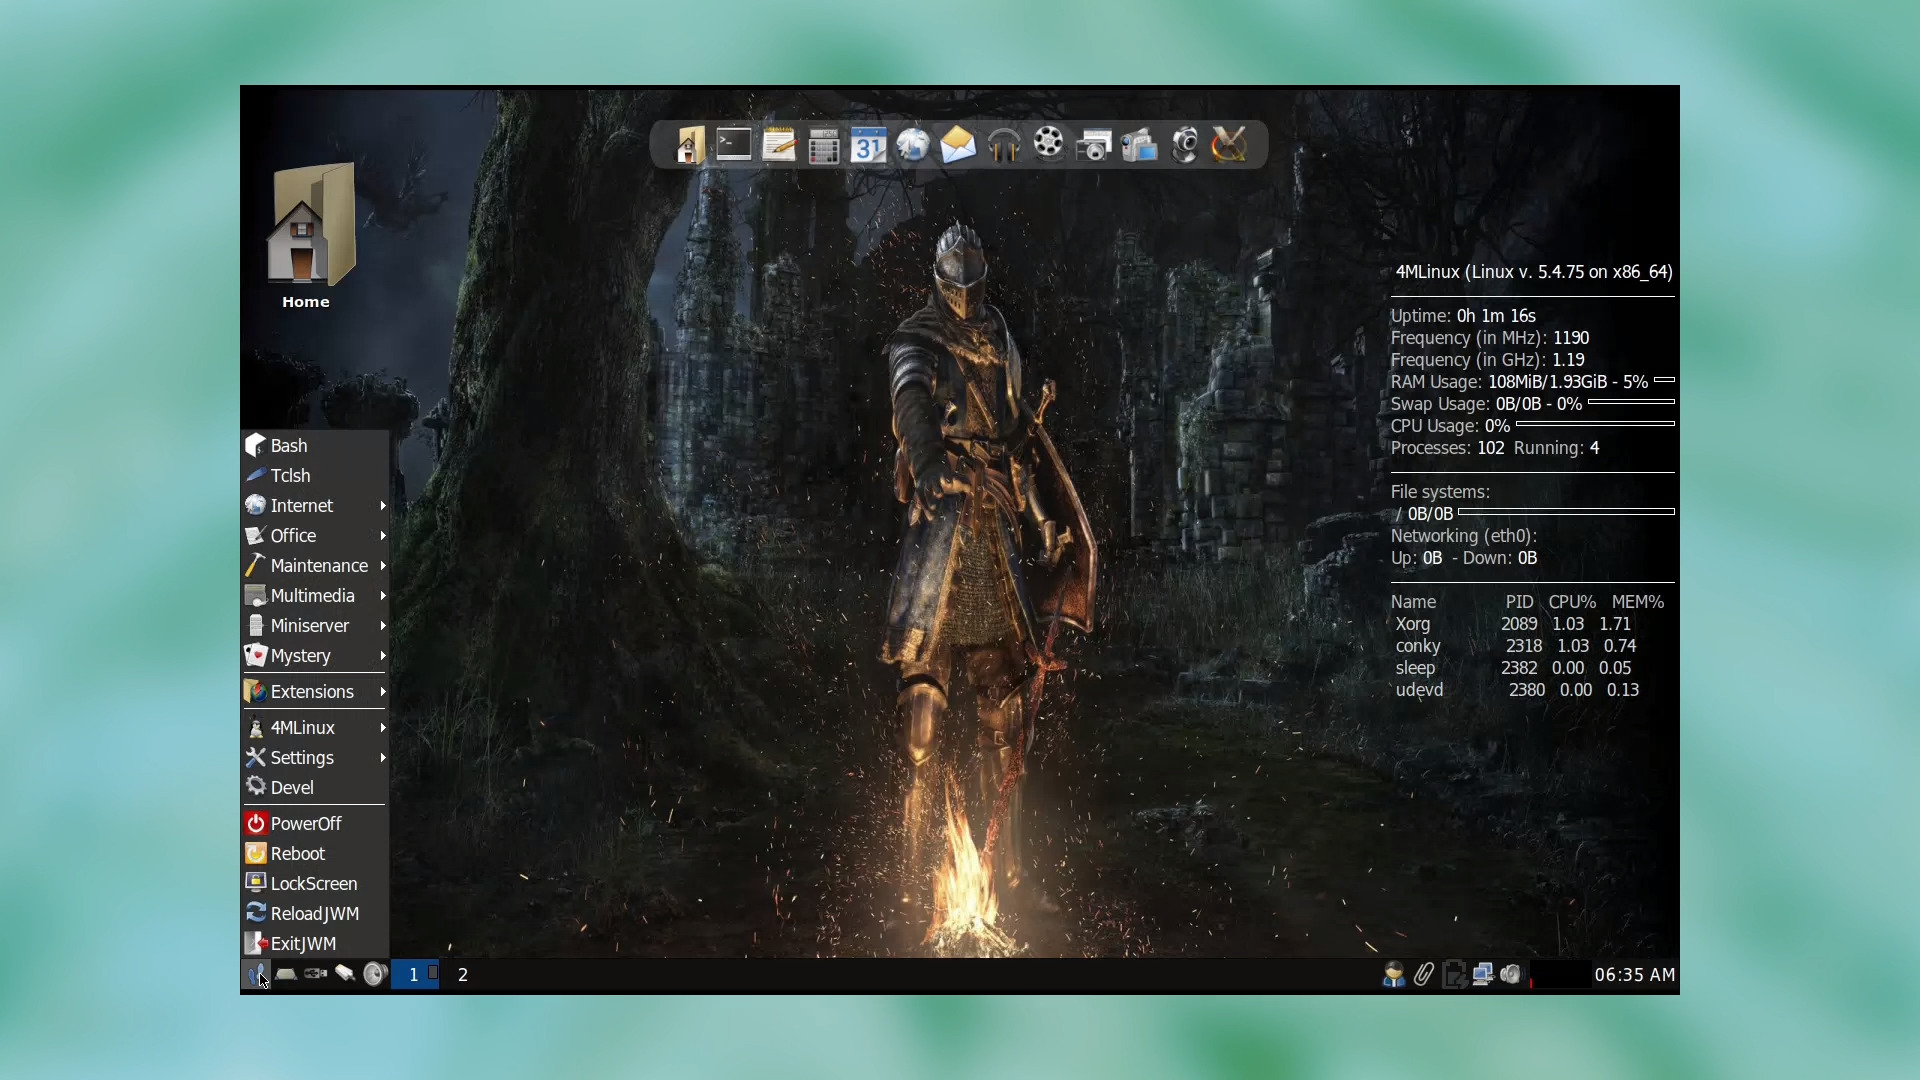 31
Home
4MLinux (Linux v. 5.4.75 on x86_64)
Uptime: 0h 1m 16s
Frequency (in MHz): 1190
Frequency (in GHz): 1.19
RAM Usage: 108MiB/1.93GiB - 5%
Swap Usage: 0B/0B - 0%
CPU Usage: 0%
Processes: 102 Running: 4
File systems:
/ 0B/0B
Networking (eth0):
Up: 0B - Down: 0B
Name PID CPU% MEM%
Xorg 2089 1.03 1.71
conky 2318 1.03 0.74
sleep 2382 0.00 0.05
udevd 2380 0.00 0.13
Bash
Tclsh
Internet
Office
Maintenance
Multimedia
Miniserver
Mystery
Extensions
4MLinux
Settings
Devel
PowerOff
Reboot
LockScreen
ReloadJWM
ExitJWM
1 2 06:35 AM